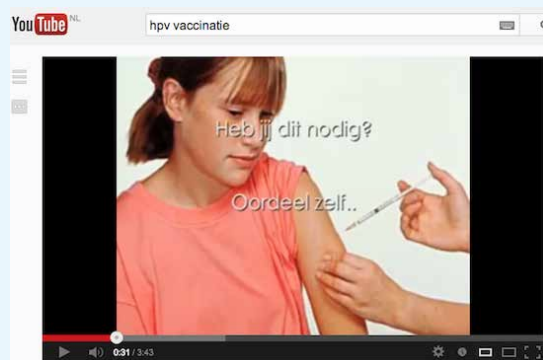 YouTube NL
hpv vaccinatie
Heb jij dit nodig?
Oordeel zelf..
0:31 / 3:43